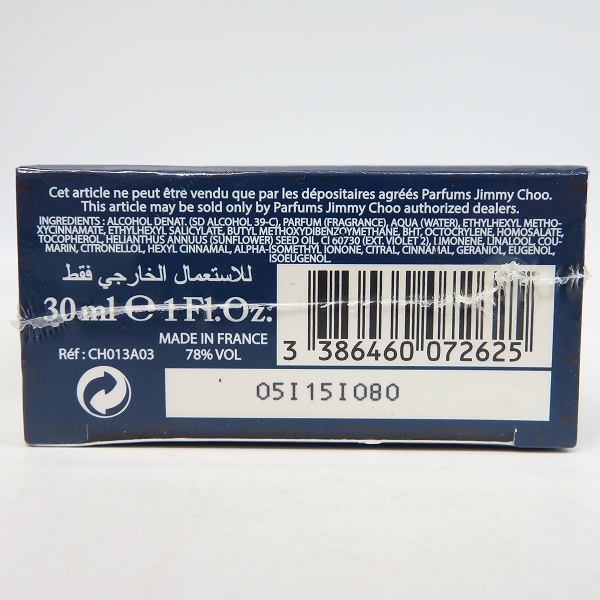 Cet article ne peut être vendu que par les dépositaires agréés Parfums Jimmy Choo.
This article may be sold only by Parfums Jimmy Choo authorized dealers.
INGREDIENTS : ALCOHOL DENAT. (SD ALCOHOL 39-C), PARFUM (FRAGRANCE), AQUA (WATER), ETHYLHEXYL METHO-
XYCINNAMATE, ETHYLHEXYL SALICYLATE, BUTYL METHOXYDIBENZOYLMETHANE, BHT, OCTOCRYLENE, HOMOSALATE,
TOCOPHEROL, HELIANTHUS ANNUUS (SUNFLOWER) SEED OIL, CI 60730 (EXT. VIOLET 2), LIMONENE, LINALOOL, COU-
MARIN, CITRONELLOL, HEXYL CINNAMAL, ALPHA-ISOMETHYL IONONE, CITRAL, CINNAMAL, GERANIOL, EUGENOL,
ISOEUGENOL.
للاستعمال الخارجي فقط
30 ml ℮ 1 Fl.Oz.
MADE IN FRANCE
Réf : CH013A03 78% VOL
3 386460 072625
05I15I080